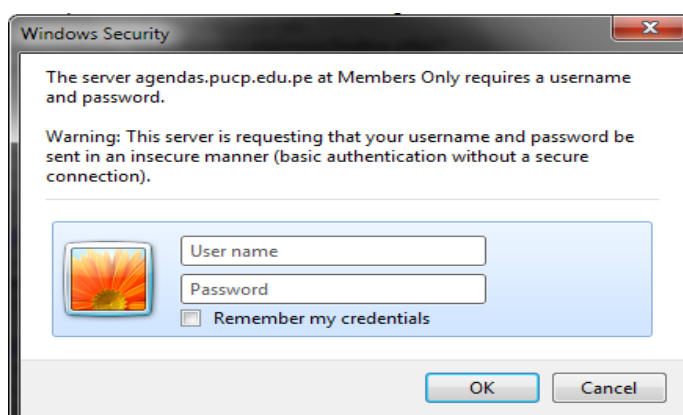 Windows Security
The server agendas.pucp.edu.pe at Members Only requires a username
and password.
Warning: This server is requesting that your username and password be
sent in an insecure manner (basic authentication without a secure
connection).
User name
Password
Remember my credentials
OK
Cancel